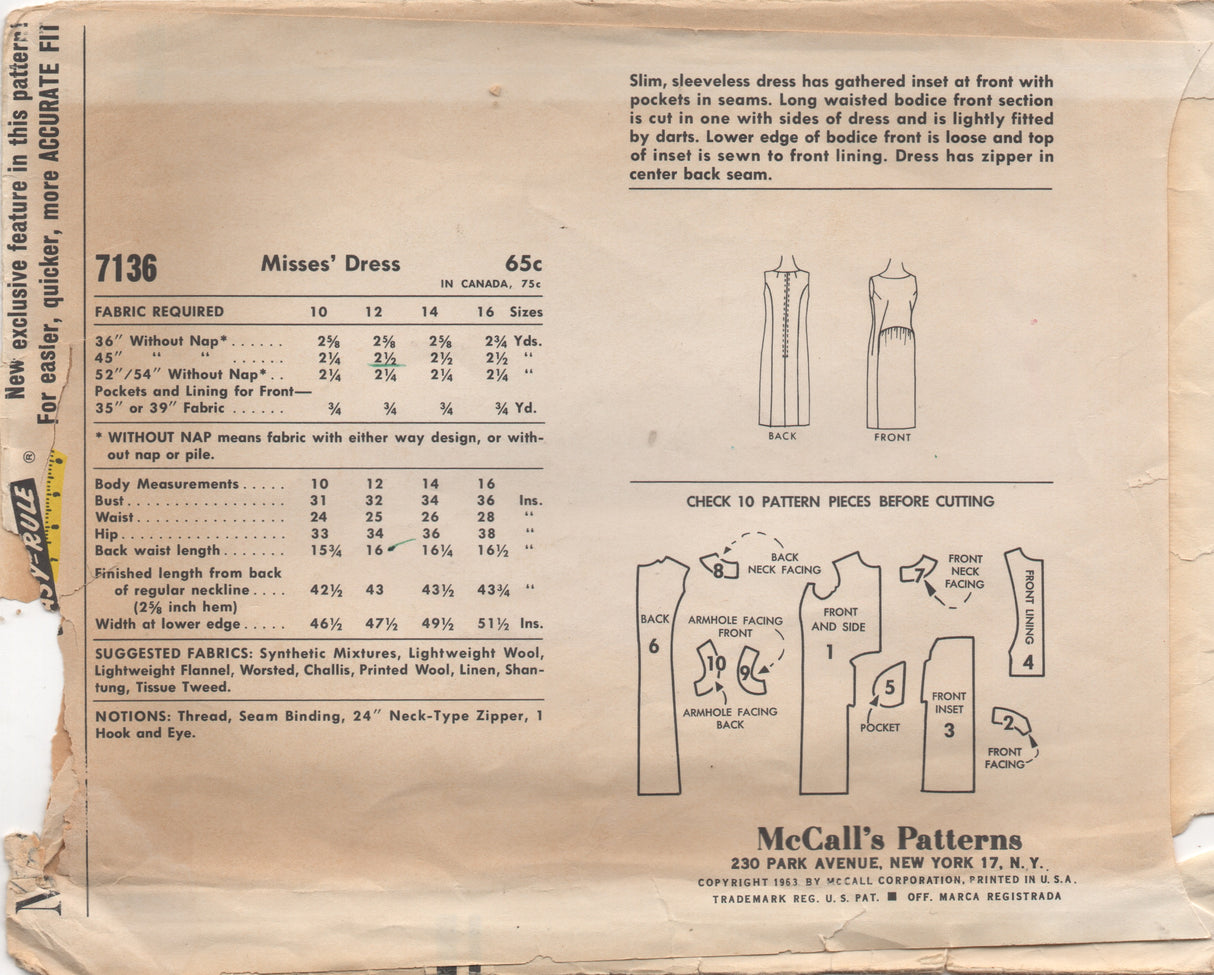 New exclusive feature in this pattern!
For easier, quicker, more ACCURATE FIT
®
SY-RULE
Slim, sleeveless dress has gathered inset at front with
pockets in seams. Long waisted bodice front section
is cut in one with sides of dress and is lightly fitted
by darts. Lower edge of bodice front is loose and top
of inset is sewn to front lining. Dress has zipper in
center back seam.
7136 Misses' Dress 65c
IN CANADA, 75c
FABRIC REQUIRED 10 12 14 16 Sizes
36″ Without Nap* . . . . . . 2⅝ 2⅝ 2⅝ 2¾ Yds.
45″ “ “ . . . . . . 2¼ 2½ 2½ 2½ “
52″/54″ Without Nap* . . 2¼ 2¼ 2¼ 2¼ “
Pockets and Lining for Front—
35″ or 39″ Fabric . . . . . . ¾ ¾ ¾ ¾ Yd.
* WITHOUT NAP means fabric with either way design, or with-
out nap or pile.
Body Measurements . . . . . 10 12 14 16
Bust . . . . . . . . . . . . . . . . . 31 32 34 36 Ins.
Waist . . . . . . . . . . . . . . . . 24 25 26 28 “
Hip . . . . . . . . . . . . . . . . . . 33 34 36 38 “
Back waist length . . . . . . . 15¾ 16 16¼ 16½ “
Finished length from back
of regular neckline . . . . 42½ 43 43½ 43¾ “
(2⅝ inch hem)
Width at lower edge . . . . . 46½ 47½ 49½ 51½ Ins.
SUGGESTED FABRICS: Synthetic Mixtures, Lightweight Wool,
Lightweight Flannel, Worsted, Challis, Printed Wool, Linen, Shan-
tung, Tissue Tweed.
NOTIONS: Thread, Seam Binding, 24″ Neck-Type Zipper, 1
Hook and Eye.
BACK
FRONT
CHECK 10 PATTERN PIECES BEFORE CUTTING
BACK
6
8
BACK
NECK FACING
ARMHOLE FACING
FRONT
10
9
ARMHOLE FACING
BACK
FRONT
AND SIDE
1
7
FRONT
NECK
FACING
FRONT LINING
4
5
POCKET
FRONT
INSET
3
2
FRONT
FACING
McCall's Patterns
230 PARK AVENUE, NEW YORK 17, N. Y.
COPYRIGHT 1963 BY McCALL CORPORATION, PRINTED IN U. S. A.
TRADEMARK REG. U. S. PAT. ■ OFF. MARCA REGISTRADA